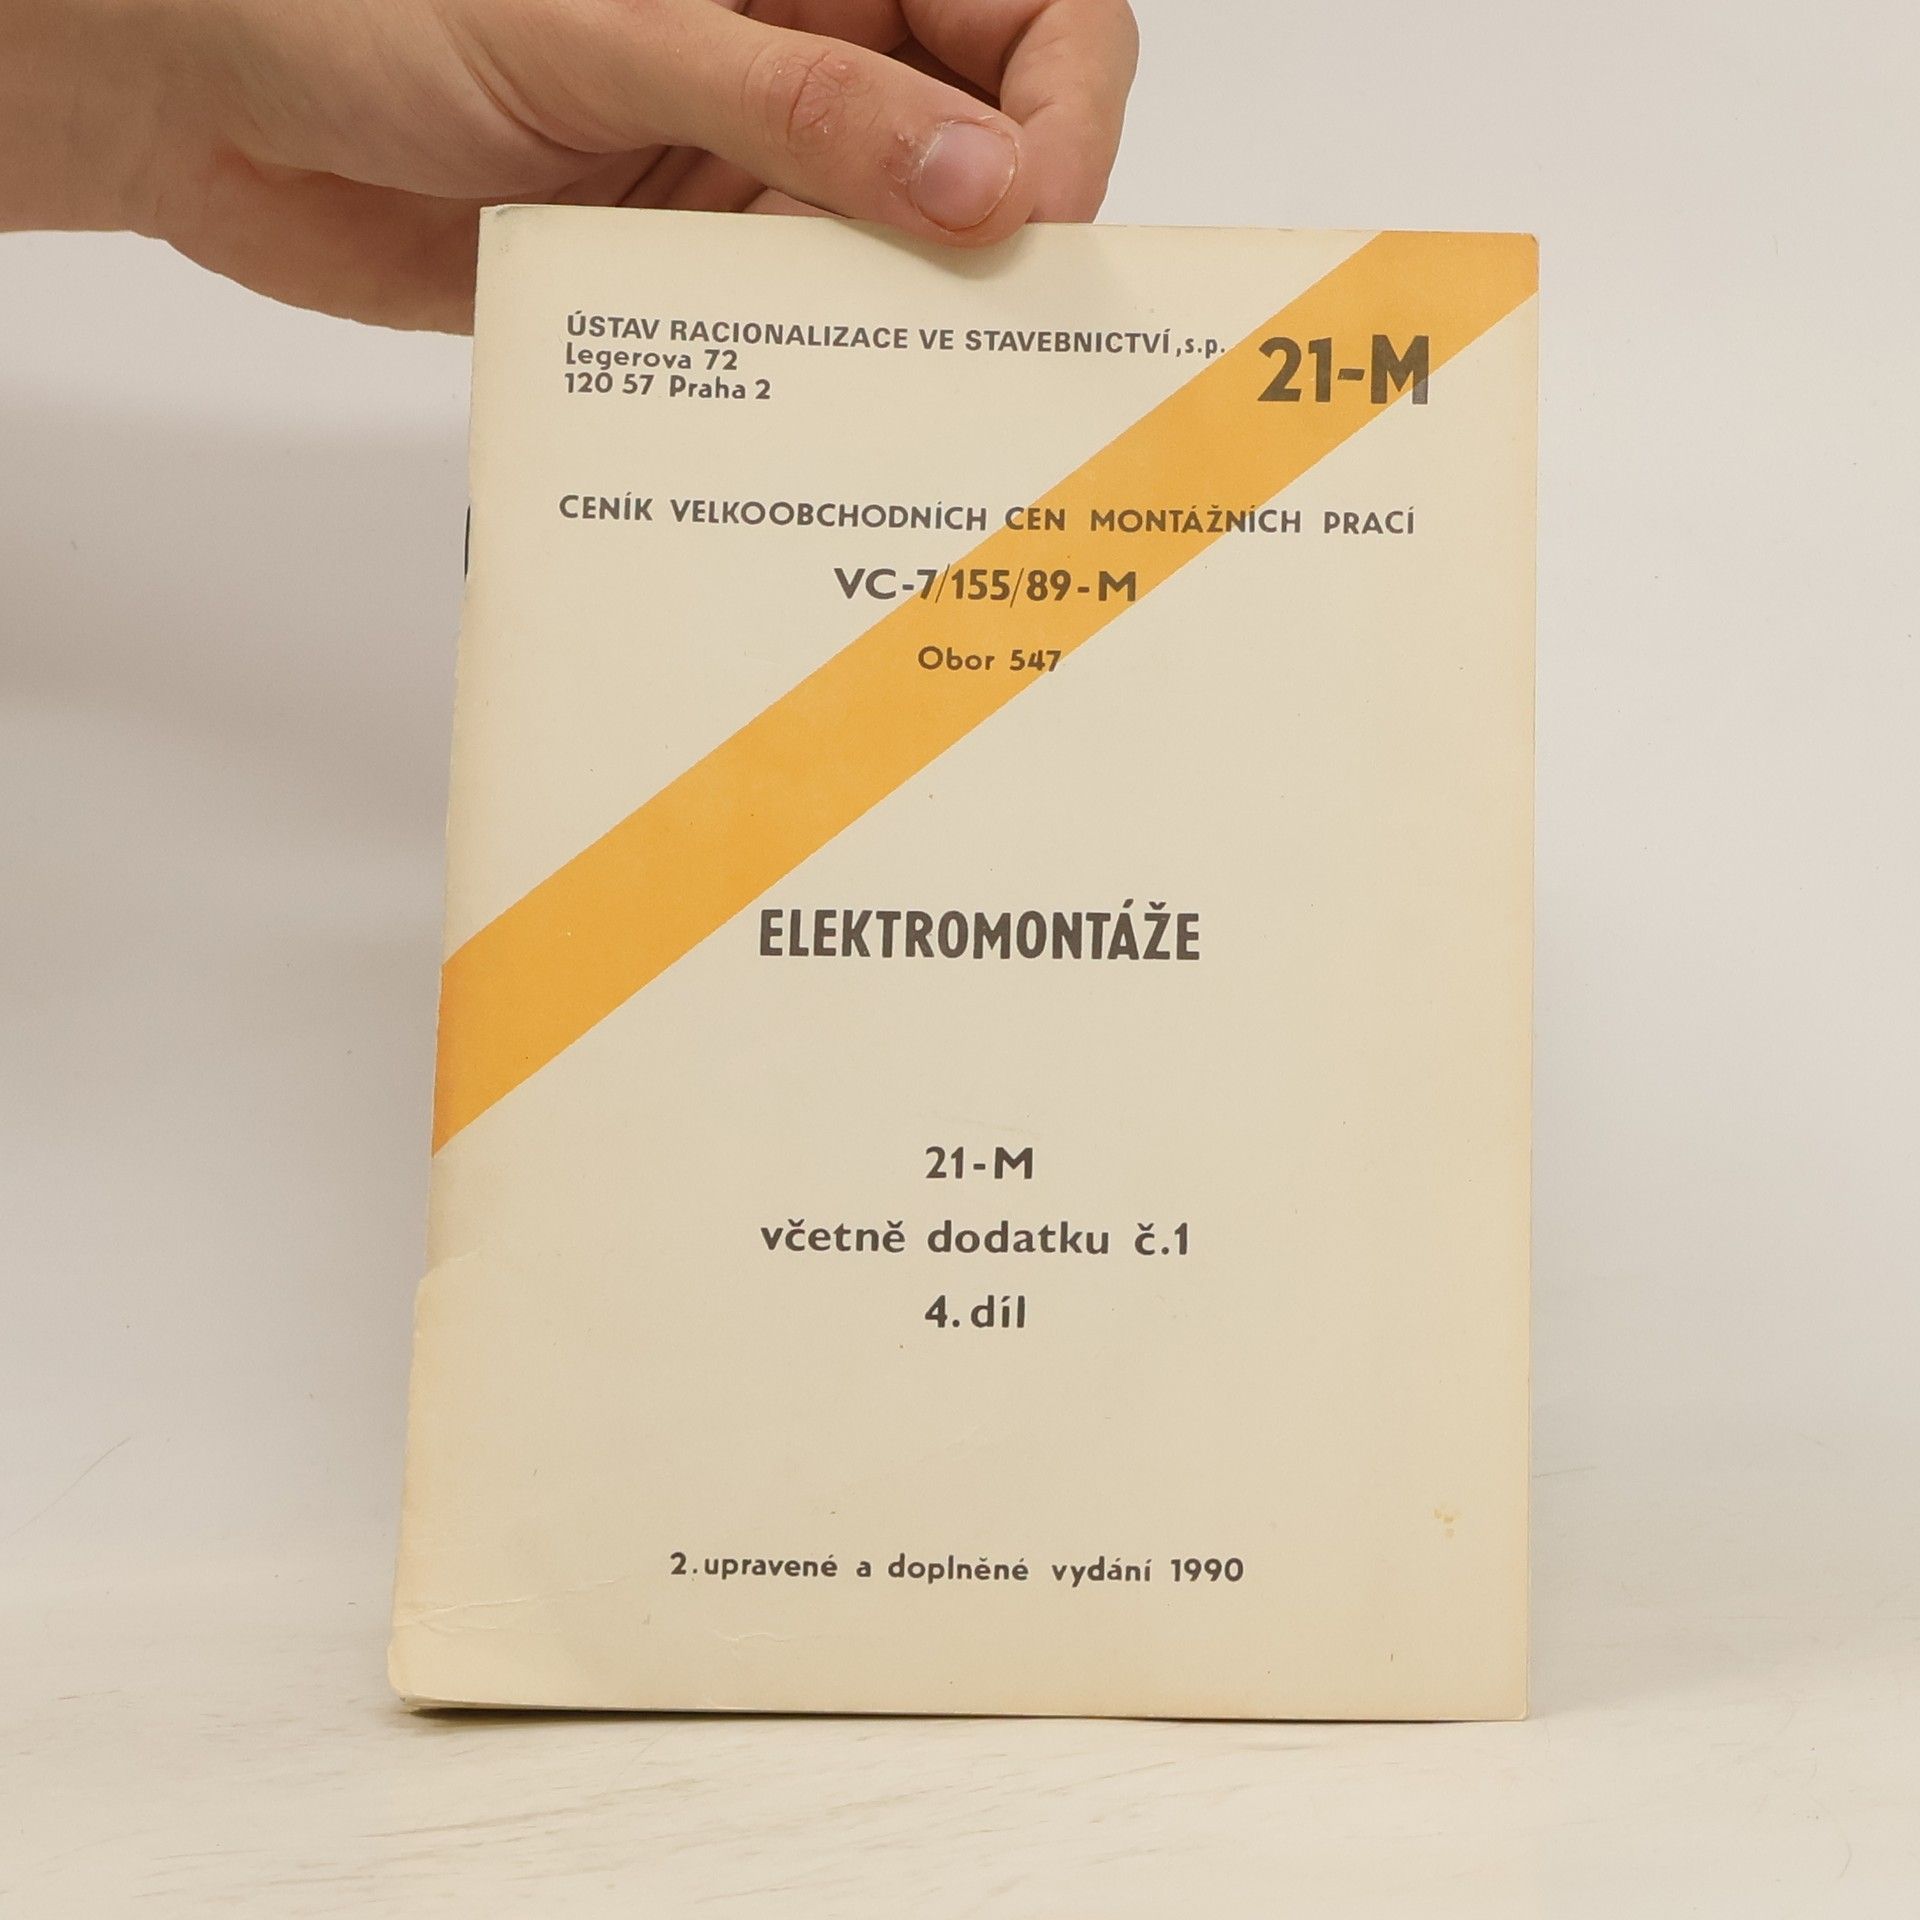 ÚSTAV RACIONALIZACE VE STAVEBNICTVÍ, s.p.
Legerova 72
120 57 Praha 2
21-M
CENÍK VELKOOBCHODNÍCH CEN MONTÁŽNÍCH PRACÍ
VC-7/155/89-M
Obor 547
ELEKTROMONTÁŽE
21-M
včetně dodatku č.1
4. díl
2. upravené a doplněné vydání 1990